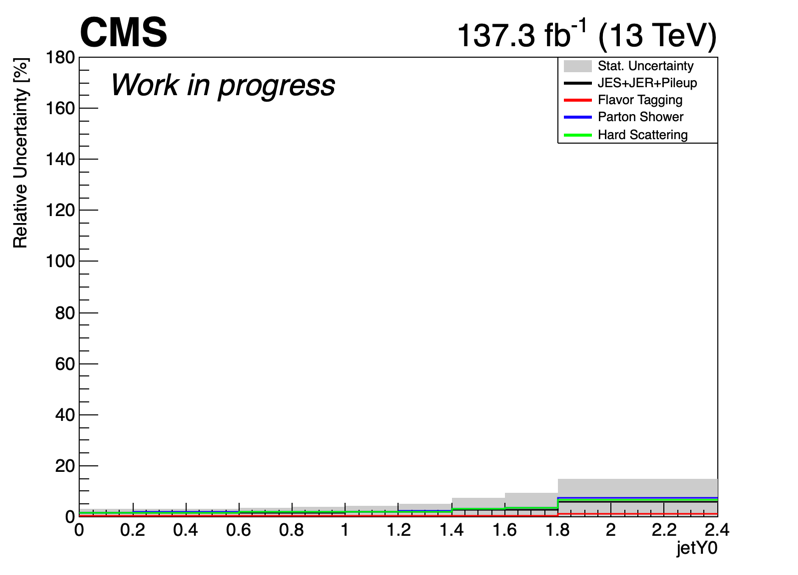 CMS
137.3 fb-1 (13 TeV)
Work in progress
Stat. Uncertainty
JES+JER+Pileup
Flavor Tagging
Parton Shower
Hard Scattering
Relative Uncertainty [%]
180
160
140
120
100
80
60
40
20
0
0 0.2 0.4 0.6 0.8 1 1.2 1.4 1.6 1.8 2 2.2 2.4
jetY0